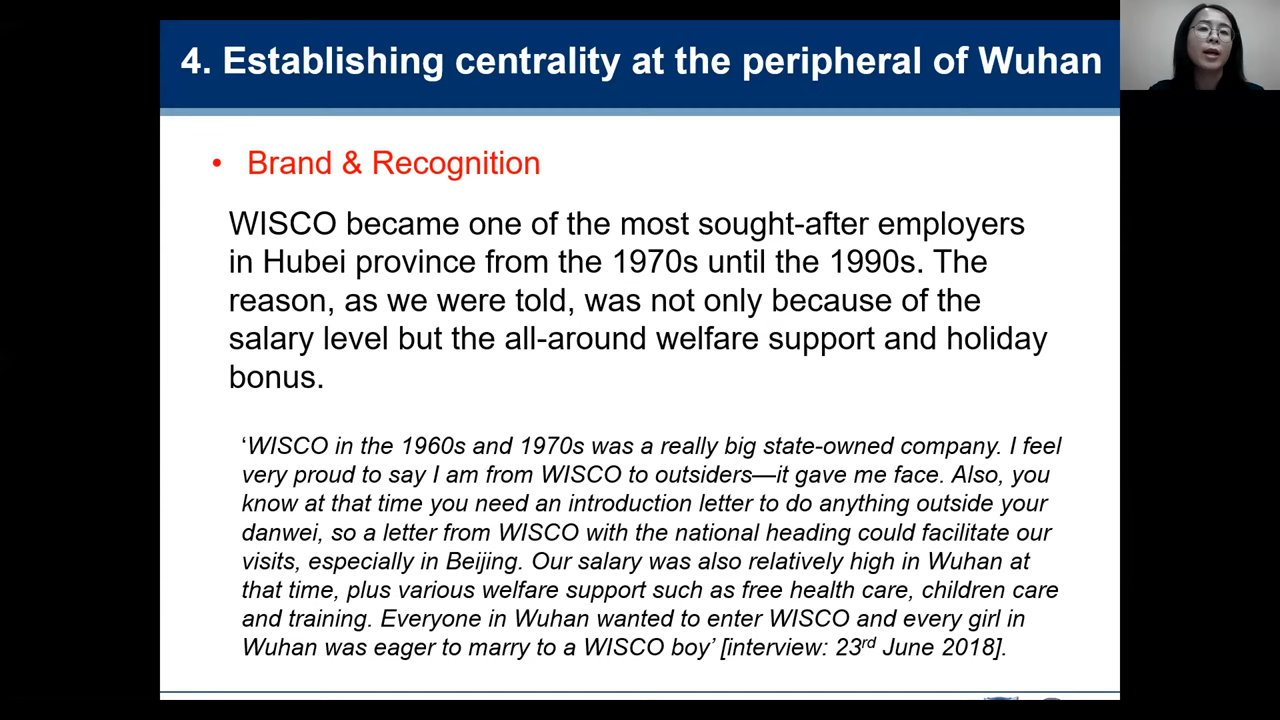 4. Establishing centrality at the peripheral of Wuhan
• Brand & Recognition
WISCO became one of the most sought-after employers
in Hubei province from the 1970s until the 1990s. The
reason, as we were told, was not only because of the
salary level but the all-around welfare support and holiday
bonus.
‘WISCO in the 1960s and 1970s was a really big state-owned company. I feel
very proud to say I am from WISCO to outsiders—it gave me face. Also, you
know at that time you need an introduction letter to do anything outside your
danwei, so a letter from WISCO with the national heading could facilitate our
visits, especially in Beijing. Our salary was also relatively high in Wuhan at
that time, plus various welfare support such as free health care, children care
and training. Everyone in Wuhan wanted to enter WISCO and every girl in
Wuhan was eager to marry to a WISCO boy’ [interview: 23rd June 2018].